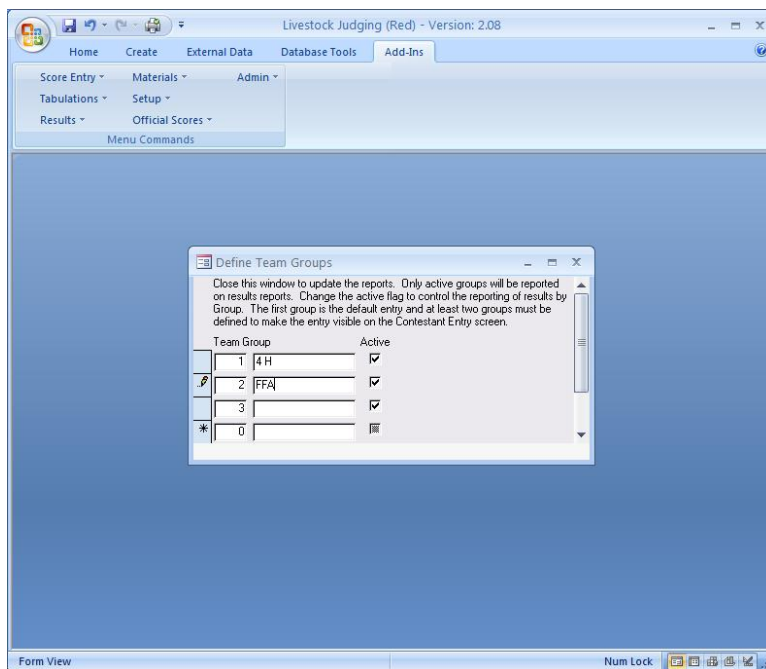 Livestock Judging (Red) - Version: 2.08
Home Create External Data Database Tools Add-Ins
Score Entry Materials Admin
Tabulations Setup
Results Official Scores
Menu Commands
Define Team Groups
Close this window to update the reports. Only active groups will be reported
on results reports. Change the active flag to control the reporting of results by
Group. The first group is the default entry and at least two groups must be
defined to make the entry visible on the Contestant Entry screen.
Team Group Active
1 4 H
2 FFA
3
* 0
Form View Num Lock